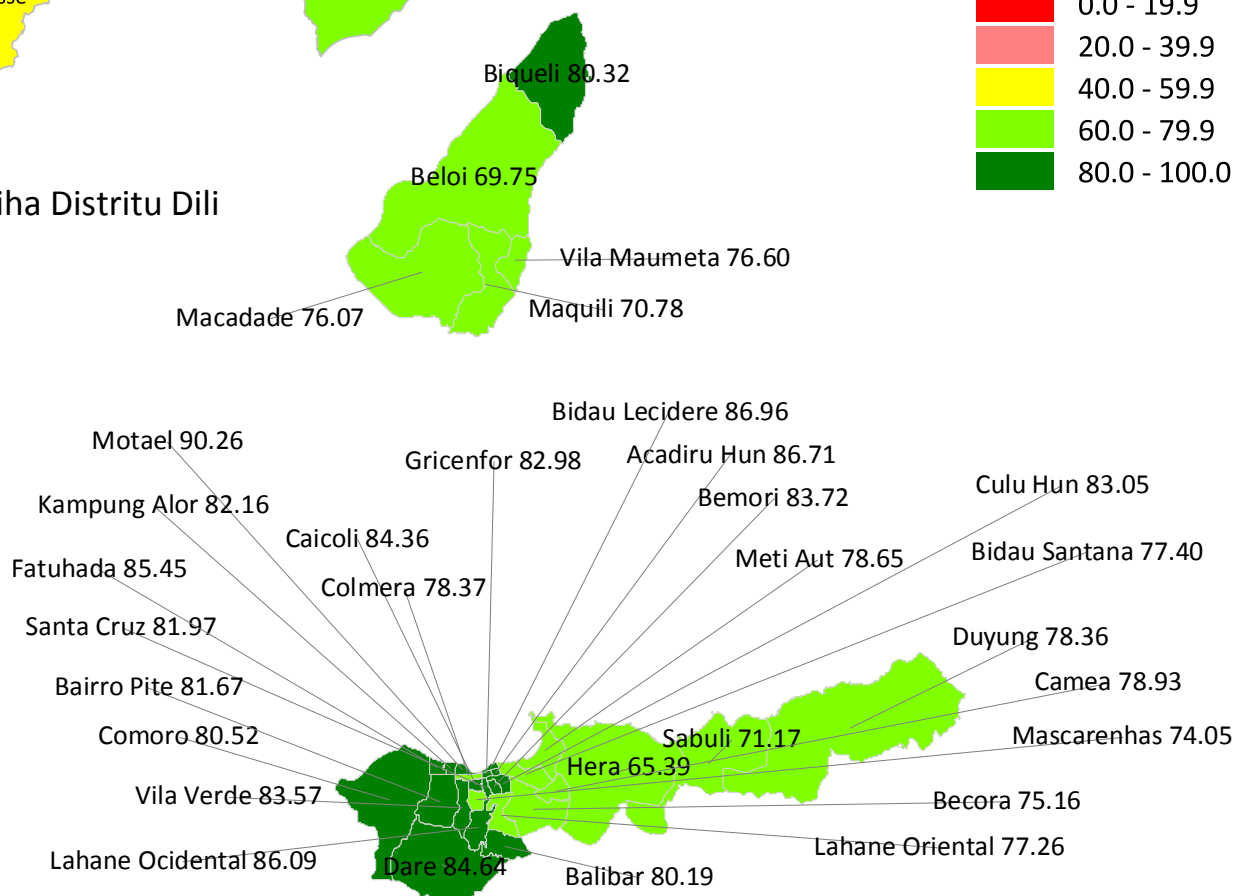 0.0 - 19.9
20.0 - 39.9
40.0 - 59.9
60.0 - 79.9
80.0 - 100.0
Biqueli 80.32
Beloi 69.75
Distritu Dili
Vila Maumeta 76.60
Maquili 70.78
Macadade 76.07
Bidau Lecidere 86.96
Motael 90.26
Gricenfor 82.98
Acadiru Hun 86.71
Culu Hun 83.05
Bemori 83.72
Kampung Alor 82.16
Caicoli 84.36
Bidau Santana 77.40
Meti Aut 78.65
Fatuhada 85.45
Colmera 78.37
Santa Cruz 81.97
Duyung 78.36
Bairro Pite 81.67
Camea 78.93
Comoro 80.52
Sabuli 71.17
Mascarenhas 74.05
Hera 65.39
Vila Verde 83.57
Becora 75.16
Lahane Oriental 77.26
Lahane Ocidental 86.09
Dare 84.64
Balibar 80.19